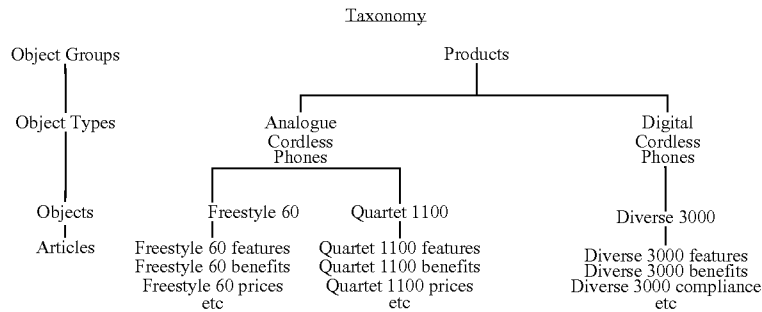 Taxonomy
Object Groups
Products
Object Types
Analogue
Cordless
Phones
Digital
Cordless
Phones
Objects
Freestyle 60
Quartet 1100
Diverse 3000
Articles
Freestyle 60 features
Freestyle 60 benefits
Freestyle 60 prices
etc
Quartet 1100 features
Quartet 1100 benefits
Quartet 1100 prices
etc
Diverse 3000 features
Diverse 3000 benefits
Diverse 3000 compliance
etc